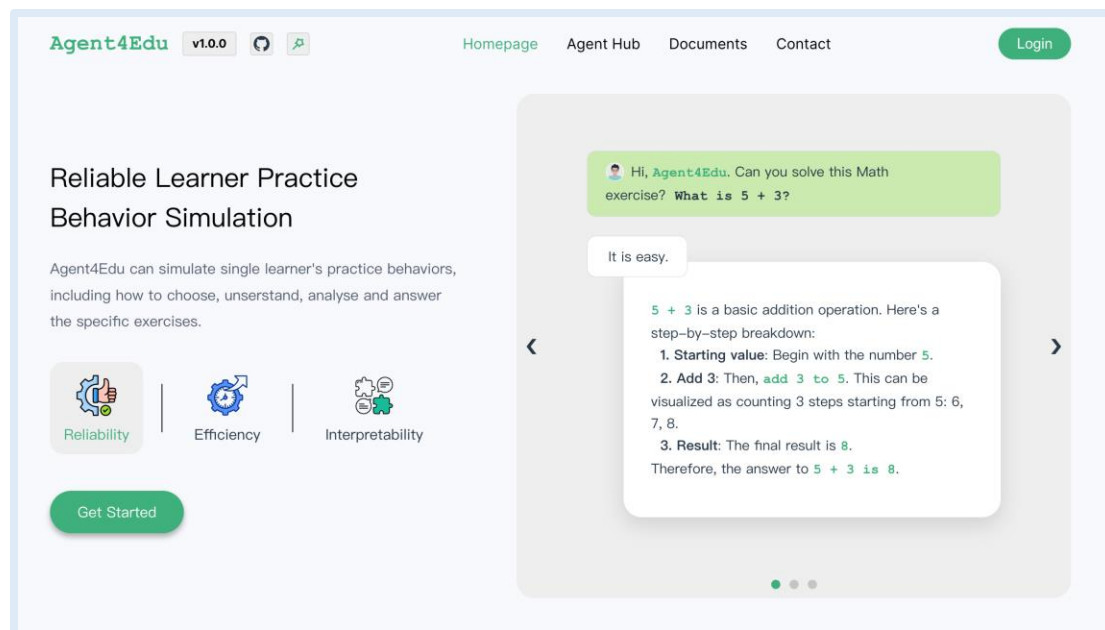 Agent4Edu v1.0.0 Homepage Agent Hub Documents Contact Login
Reliable Learner Practice
Behavior Simulation
Agent4Edu can simulate single learner's practice behaviors,
including how to choose, unserstand, analyse and answer
the specific exercises.
Reliability Efficiency Interpretability
Get Started
Hi, Agent4Edu. Can you solve this Math
exercise? What is 5 + 3?
It is easy.
5 + 3 is a basic addition operation. Here's a
step-by-step breakdown:
1. Starting value: Begin with the number 5.
2. Add 3: Then, add 3 to 5. This can be
visualized as counting 3 steps starting from 5: 6,
7, 8.
3. Result: The final result is 8.
Therefore, the answer to 5 + 3 is 8.